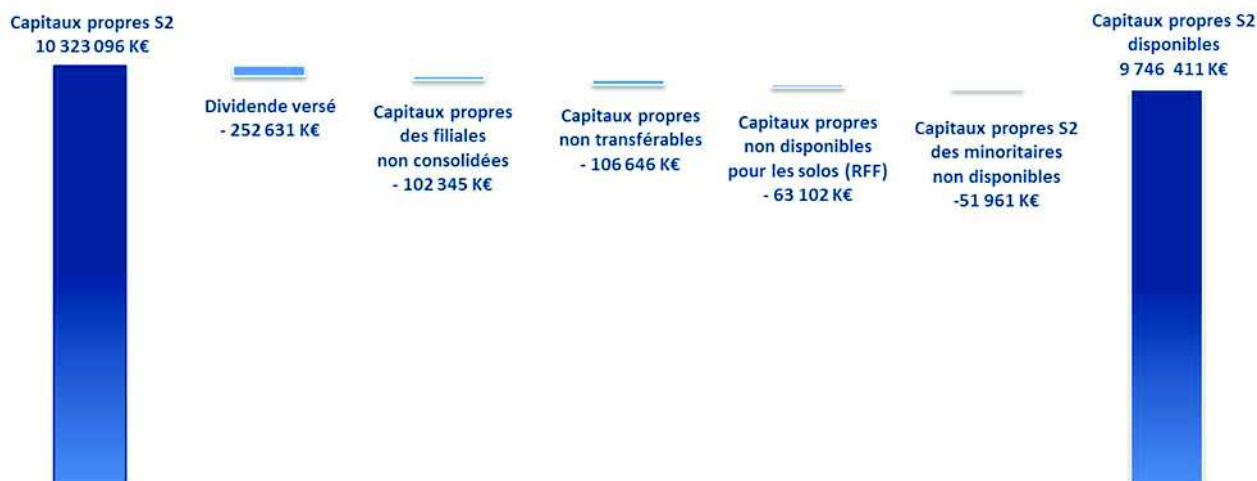 Capitaux propres S2
10 323 096 K€
Dividende versé
- 252 631 K€
Capitaux propres
des filiales
non consolidées
- 102 345 K€
Capitaux propres
non transférables
- 106 646 K€
Capitaux propres
non disponibles
pour les solos (RFF)
- 63 102 K€
Capitaux propres S2
des minoritaires
non disponibles
-51 961 K€
Capitaux propres S2
disponibles
9 746 411 K€